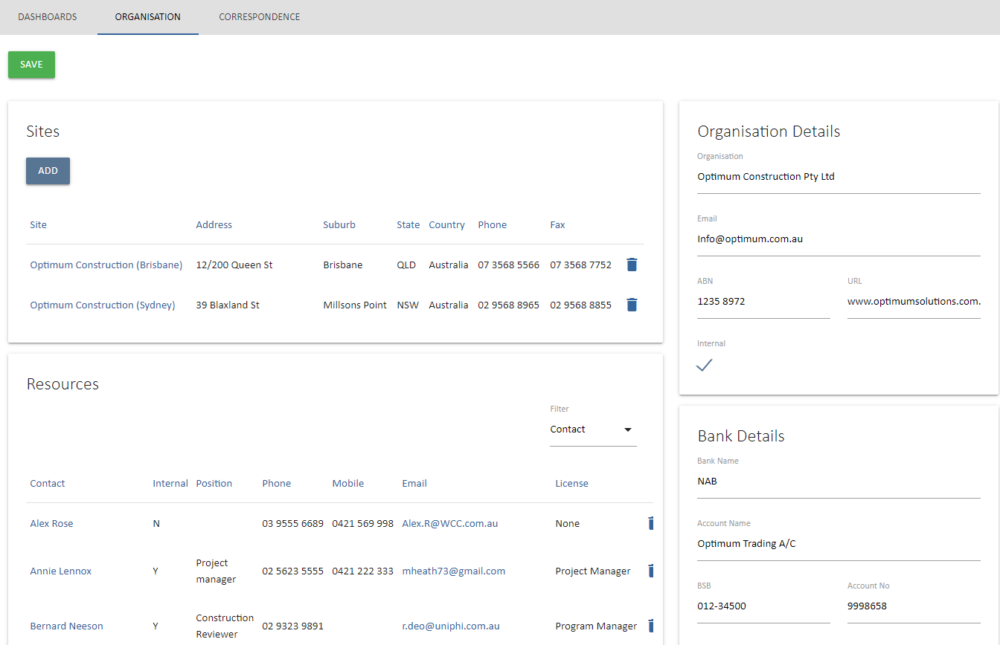 DASHBOARDS ORGANISATION CORRESPONDENCE
SAVE
Sites
ADD
Site Address Suburb State Country Phone Fax
Optimum Construction (Brisbane) 12/200 Queen St Brisbane QLD Australia 07 3568 5566 07 3568 7752
Optimum Construction (Sydney) 39 Blaxland St Millsons Point NSW Australia 02 9568 8965 02 9568 8855
Resources
Filter
Contact
Contact Internal Position Phone Mobile Email License
Alex Rose N 03 9555 6689 0421 569 998 Alex.R@WCC.com.au None
Annie Lennox Y Project manager 02 5623 5555 0421 222 333 mheath73@gmail.com Project Manager
Bernard Neeson Y Construction Reviewer 02 9323 9891 r.deo@uniphi.com.au Program Manager
Organisation Details
Organisation
Optimum Construction Pty Ltd
Email
Info@optimum.com.au
ABN URL
1235 8972 www.optimumsolutions.com.
Internal
Bank Details
Bank Name
NAB
Account Name
Optimum Trading A/C
BSB Account No
012-34500 9998658